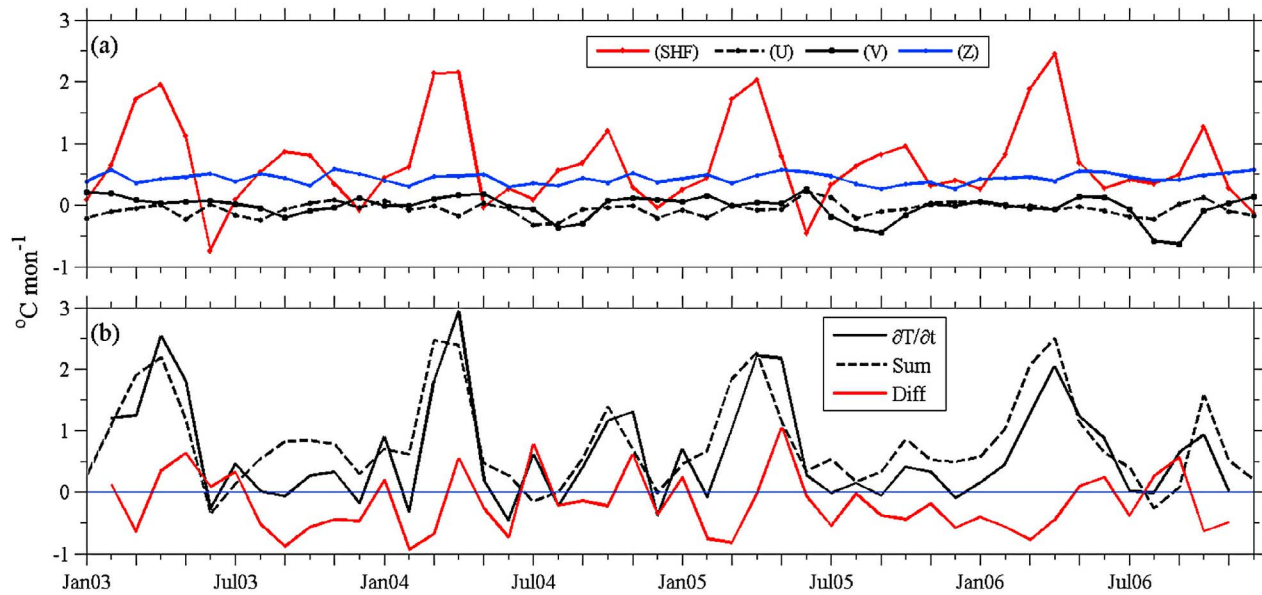 3
(a)
(SHF) (U) (V) (Z)
2
1
0
-1
°C mon⁻¹
3
(b)
∂T/∂t
Sum
Diff
2
1
0
-1
Jan03 Jul03 Jan04 Jul04 Jan05 Jul05 Jan06 Jul06